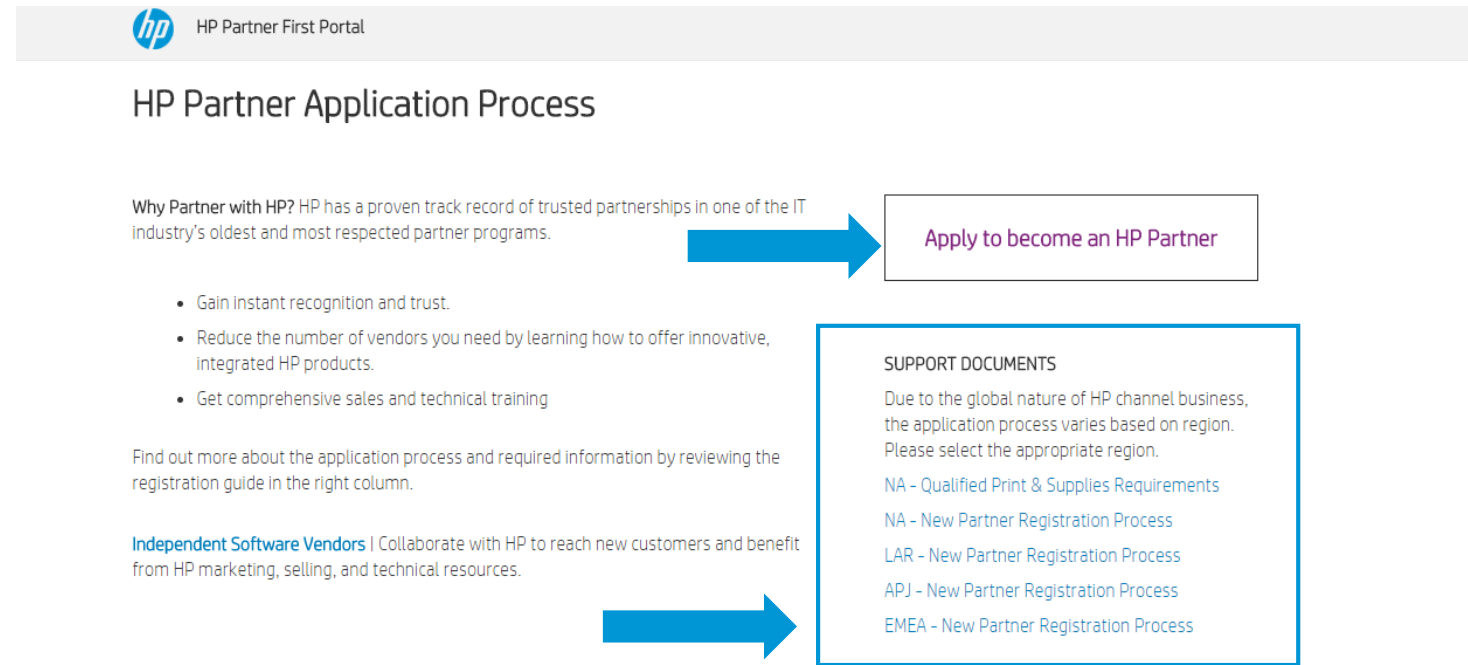 hp
HP Partner First Portal
HP Partner Application Process
Why Partner with HP? HP has a proven track record of trusted partnerships in one of the IT
industry's oldest and most respected partner programs.
• Gain instant recognition and trust.
• Reduce the number of vendors you need by learning how to offer innovative,
integrated HP products.
• Get comprehensive sales and technical training
Find out more about the application process and required information by reviewing the
registration guide in the right column.
Independent Software Vendors | Collaborate with HP to reach new customers and benefit
from HP marketing, selling, and technical resources.
Apply to become an HP Partner
SUPPORT DOCUMENTS
Due to the global nature of HP channel business,
the application process varies based on region.
Please select the appropriate region.
NA - Qualified Print & Supplies Requirements
NA - New Partner Registration Process
LAR - New Partner Registration Process
APJ - New Partner Registration Process
EMEA - New Partner Registration Process